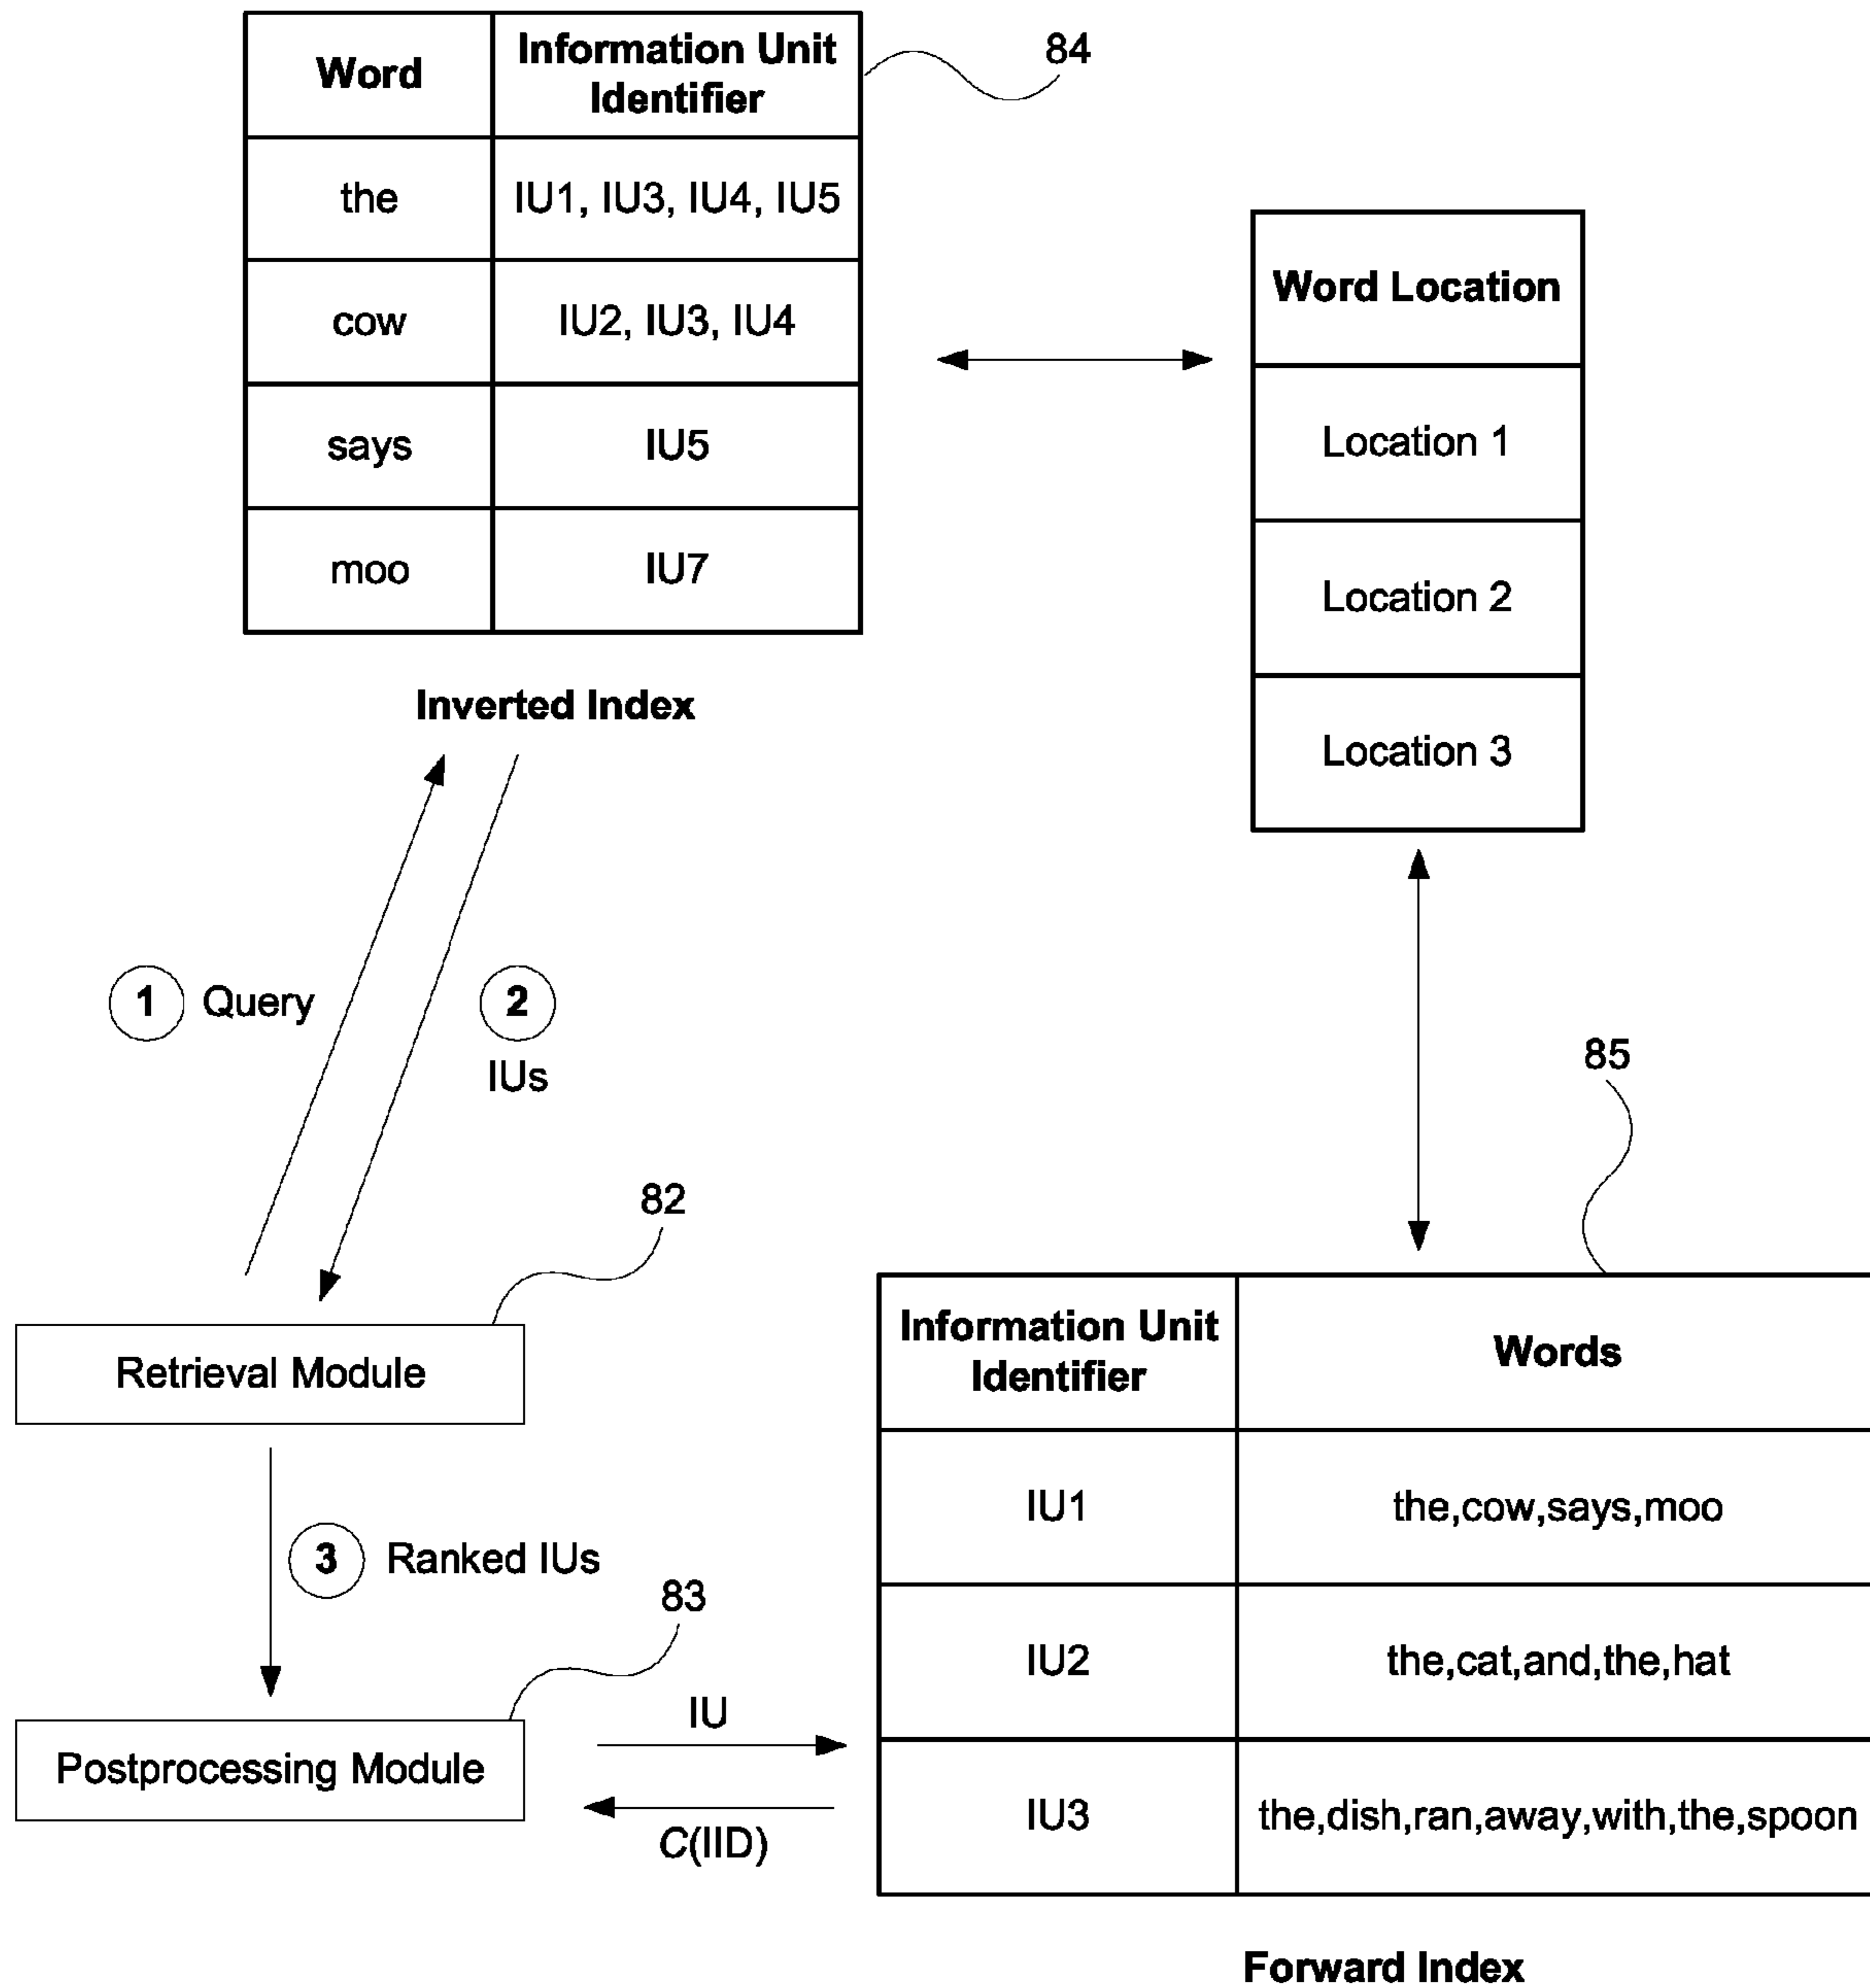 Word
Information Unit
Identifier
84
the
IU1, IU3, IU4, IU5
cow
IU2, IU3, IU4
says
IU5
moo
IU7
Inverted Index
Word Location
Location 1
Location 2
Location 3
1 Query
2
IUs
82
Retrieval Module
3 Ranked IUs
83
Postprocessing Module
IU
C(IID)
85
Information Unit
Identifier
Words
IU1
the,cow,says,moo
IU2
the,cat,and,the,hat
IU3
the,dish,ran,away,with,the,spoon
Forward Index